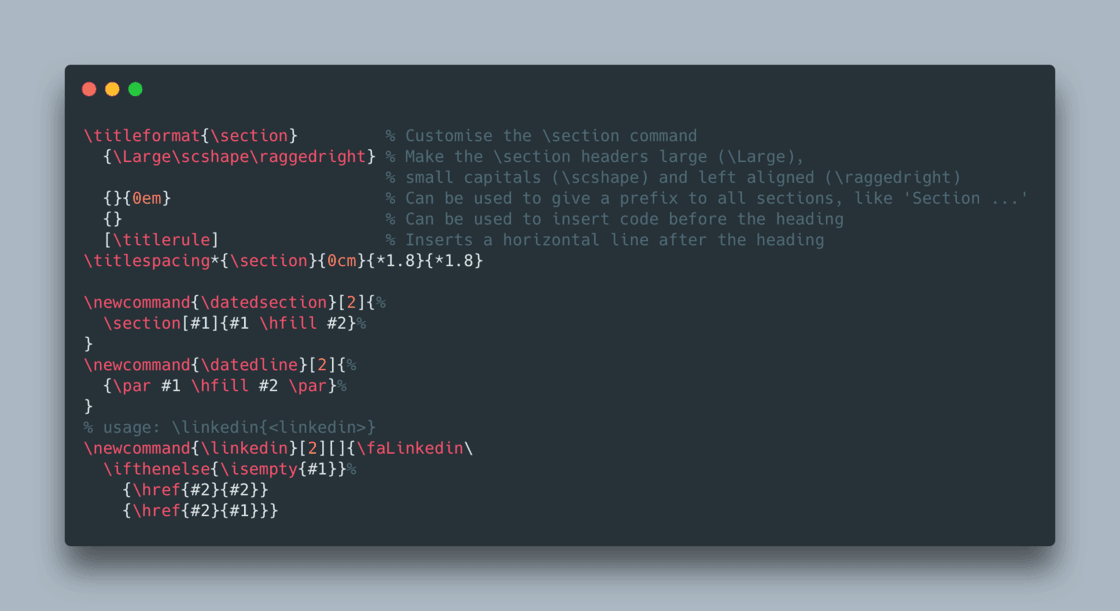 \titleformat{\section}         % Customise the \section command
  {\Large\scshape\raggedright} % Make the \section headers large (\Large),
                               % small capitals (\scshape) and left aligned (\raggedright)
  {}{0em}                      % Can be used to give a prefix to all sections, like 'Section ...'
  {}                           % Can be used to insert code before the heading
  [\titlerule]                 % Inserts a horizontal line after the heading
\titlespacing*{\section}{0cm}{*1.8}{*1.8}

\newcommand{\datedsection}[2]{%
  \section[#1]{#1 \hfill #2}%
}
\newcommand{\datedline}[2]{%
  {\par #1 \hfill #2 \par}%
}
% usage: \linkedin{<linkedin>}
\newcommand{\linkedin}[2][]{\faLinkedin\
  \ifthenelse{\isempty{#1}}%
    {\href{#2}{#2}}
    {\href{#2}{#1}}}